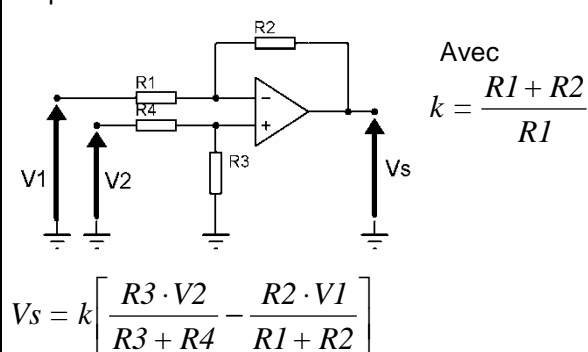 R2
Avec
R1
R4
k = (R1 + R2) / R1
−
+
R3
V1
V2
Vs
Vs = k[ (R3 · V2) / (R3 + R4) − (R2 · V1) / (R1 + R2) ]